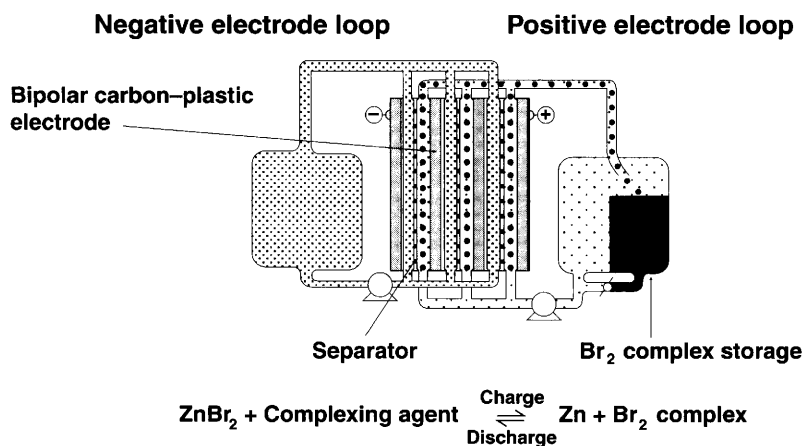 Negative electrode loop
Positive electrode loop
Bipolar carbon–plastic
electrode
−
+
Separator
Br₂ complex storage
ZnBr₂ + Complexing agent ⇌ Zn + Br₂ complex
Charge
Discharge